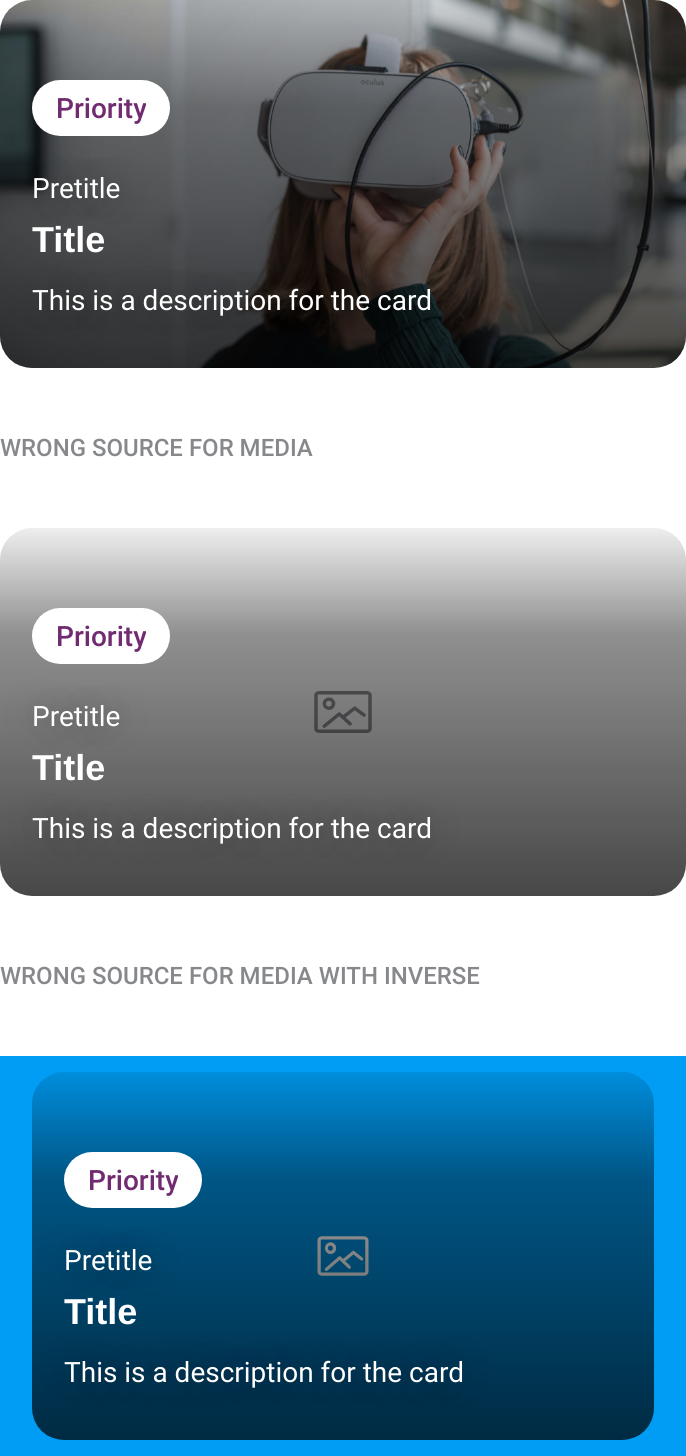 oculus
Priority
Pretitle
Title
This is a description for the card
WRONG SOURCE FOR MEDIA
Priority
Pretitle
Title
This is a description for the card
WRONG SOURCE FOR MEDIA WITH INVERSE
Priority
Pretitle
Title
This is a description for the card